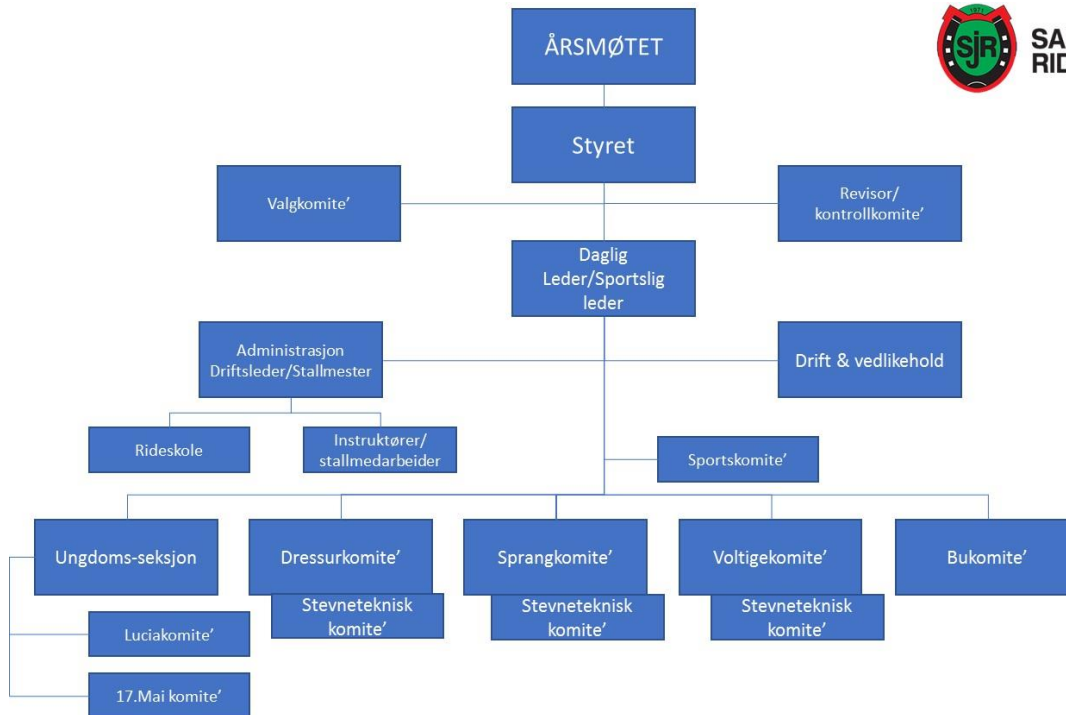 ÅRSMØTET
1971
SJR
SA
RID
Styret
Valgkomite’
Revisor/
kontrollkomite’
Daglig
Leder/Sportslig
leder
Administrasjon
Driftsleder/Stallmester
Drift & vedlikehold
Rideskole
Instruktører/
stallmedarbeider
Sportskomite’
Ungdoms-seksjon
Dressurkomite’
Sprangkomite’
Voltigekomite’
Bukomite’
Stevneteknisk
komite’
Stevneteknisk
komite’
Stevneteknisk
komite’
Luciakomite’
17.Mai komite’